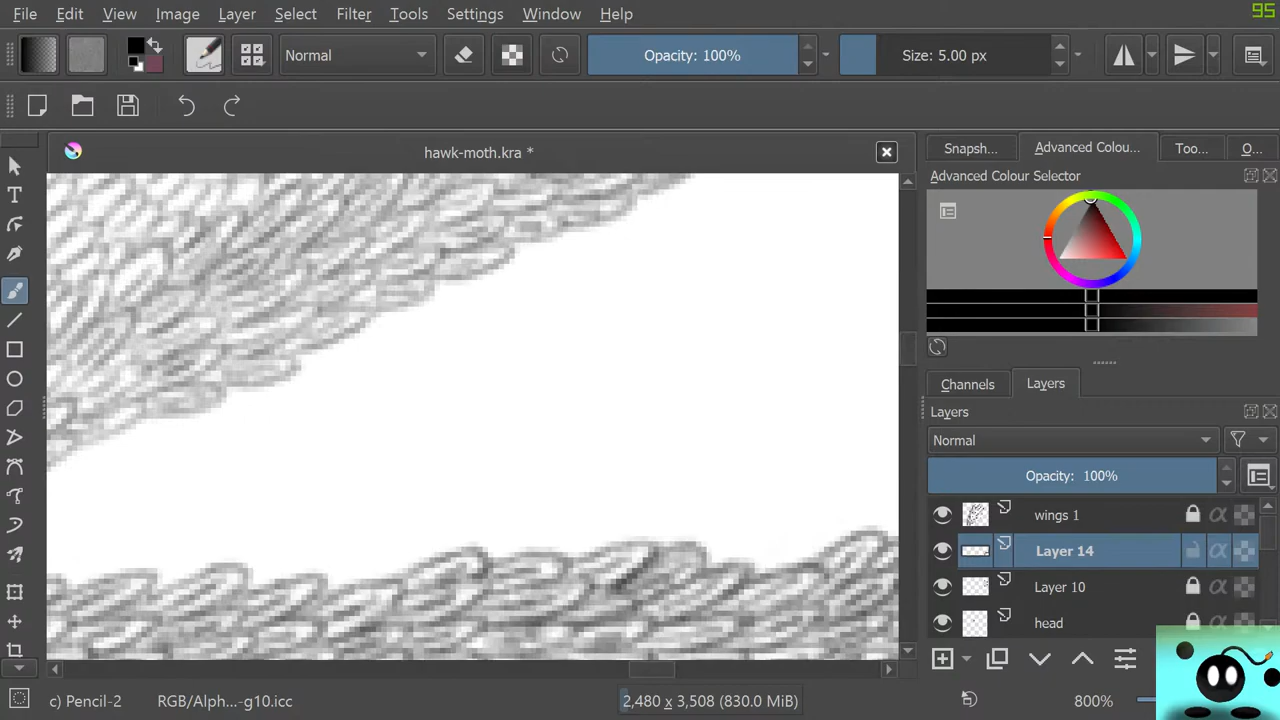 File Edit View Image Layer Select Filter Tools Settings Window Help 95
Normal Opacity: 100% Size: 5.00 px
hawk-moth.kra *
Snapsh... Advanced Colou... Too... O...
Advanced Colour Selector
Channels Layers
Layers
Normal
Opacity: 100%
wings 1
Layer 14
Layer 10
head
c) Pencil-2 RGB/Alph...-g10.icc 2,480 x 3,508 (830.0 MiB) 800%